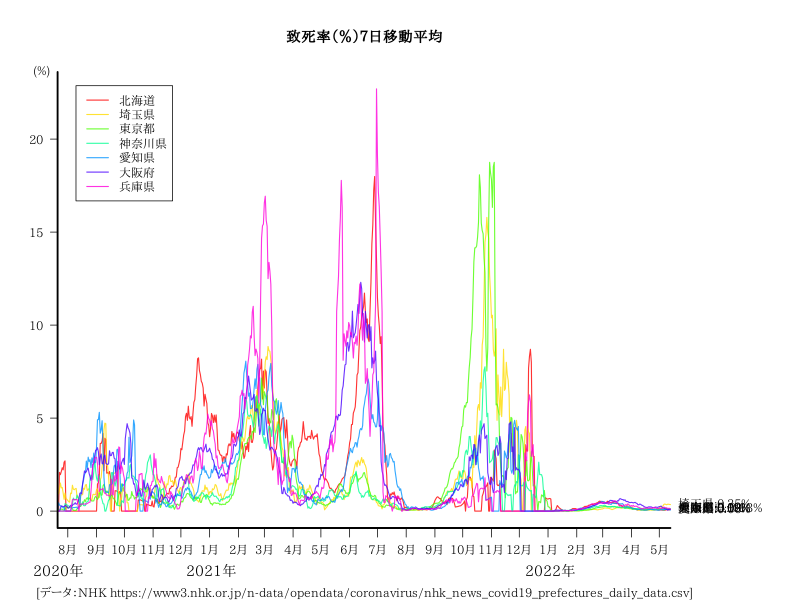 致死率(%)7日移動平均
(%)
北海道
埼玉県
東京都
神奈川県
愛知県
大阪府
兵庫県
20
15
10
5
0
埼玉県:0.35%
8月 9月 10月 11月 12月 1月 2月 3月 4月 5月 6月 7月 8月 9月 10月 11月 12月 1月 2月 3月 4月 5月
2020年 2021年 2022年
[データ:NHK https://www3.nhk.or.jp/n-data/opendata/coronavirus/nhk_news_covid19_prefectures_daily_data.csv]